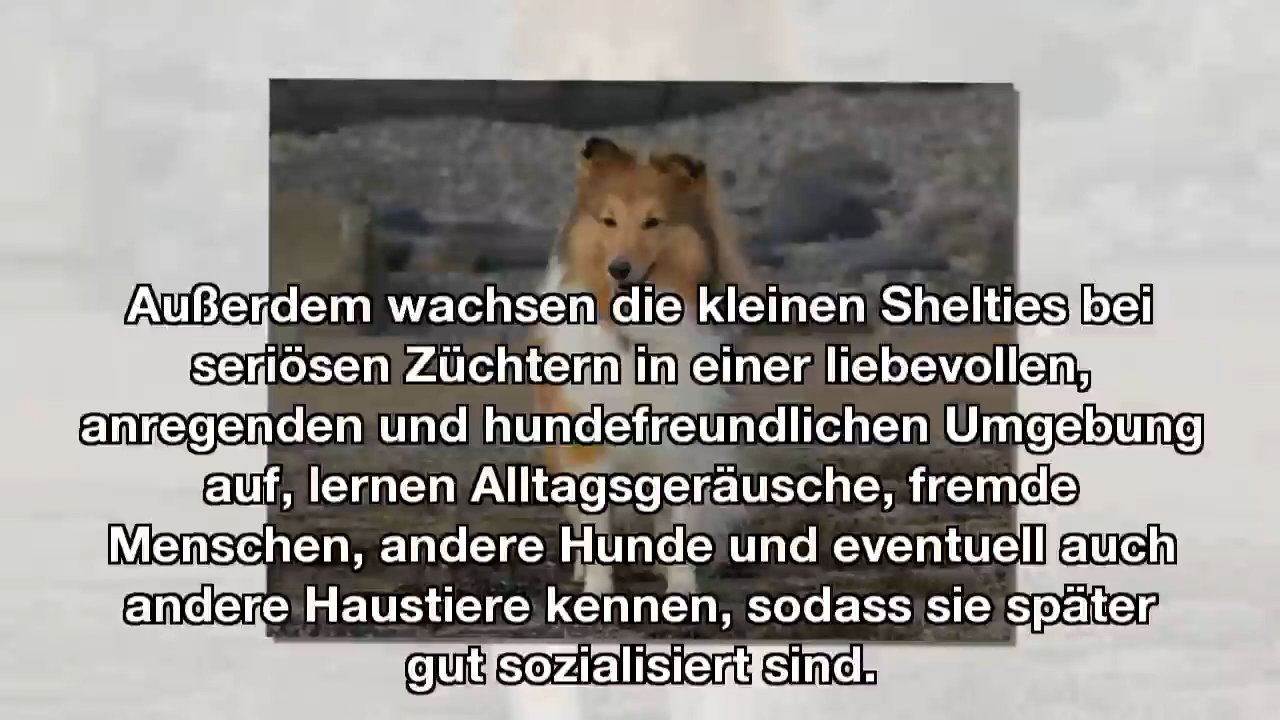 Außerdem wachsen die kleinen Shelties bei
seriösen Züchtern in einer liebevollen,
anregenden und hundefreundlichen Umgebung
auf, lernen Alltagsgeräusche, fremde
Menschen, andere Hunde und eventuell auch
andere Haustiere kennen, sodass sie später
gut sozialisiert sind.